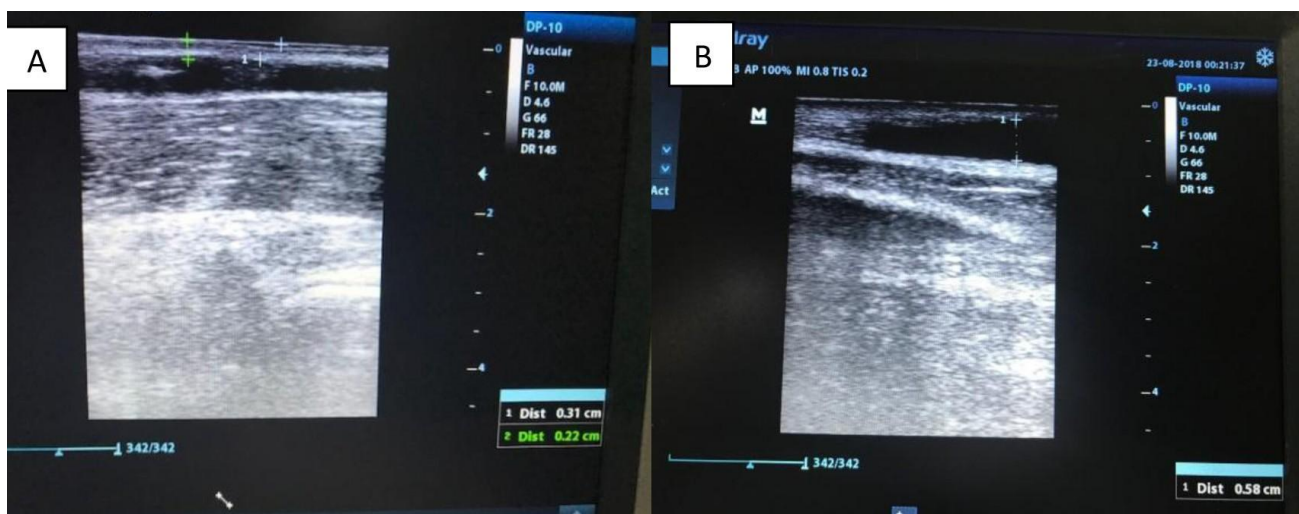 A
DP-10
Vascular
B
F 10.0M
D 4.6
G 66
FR 28
DR 145
0
1
2
4
1 Dist 0.31 cm
2 Dist 0.22 cm
342/342
B
lray
AP 100% MI 0.8 TIS 0.2
23-08-2018 00:21:37
M
DP-10
Vascular
B
F 10.0M
D 4.6
G 66
FR 28
DR 145
0
1
2
4
Act
342/342
1 Dist 0.58 cm